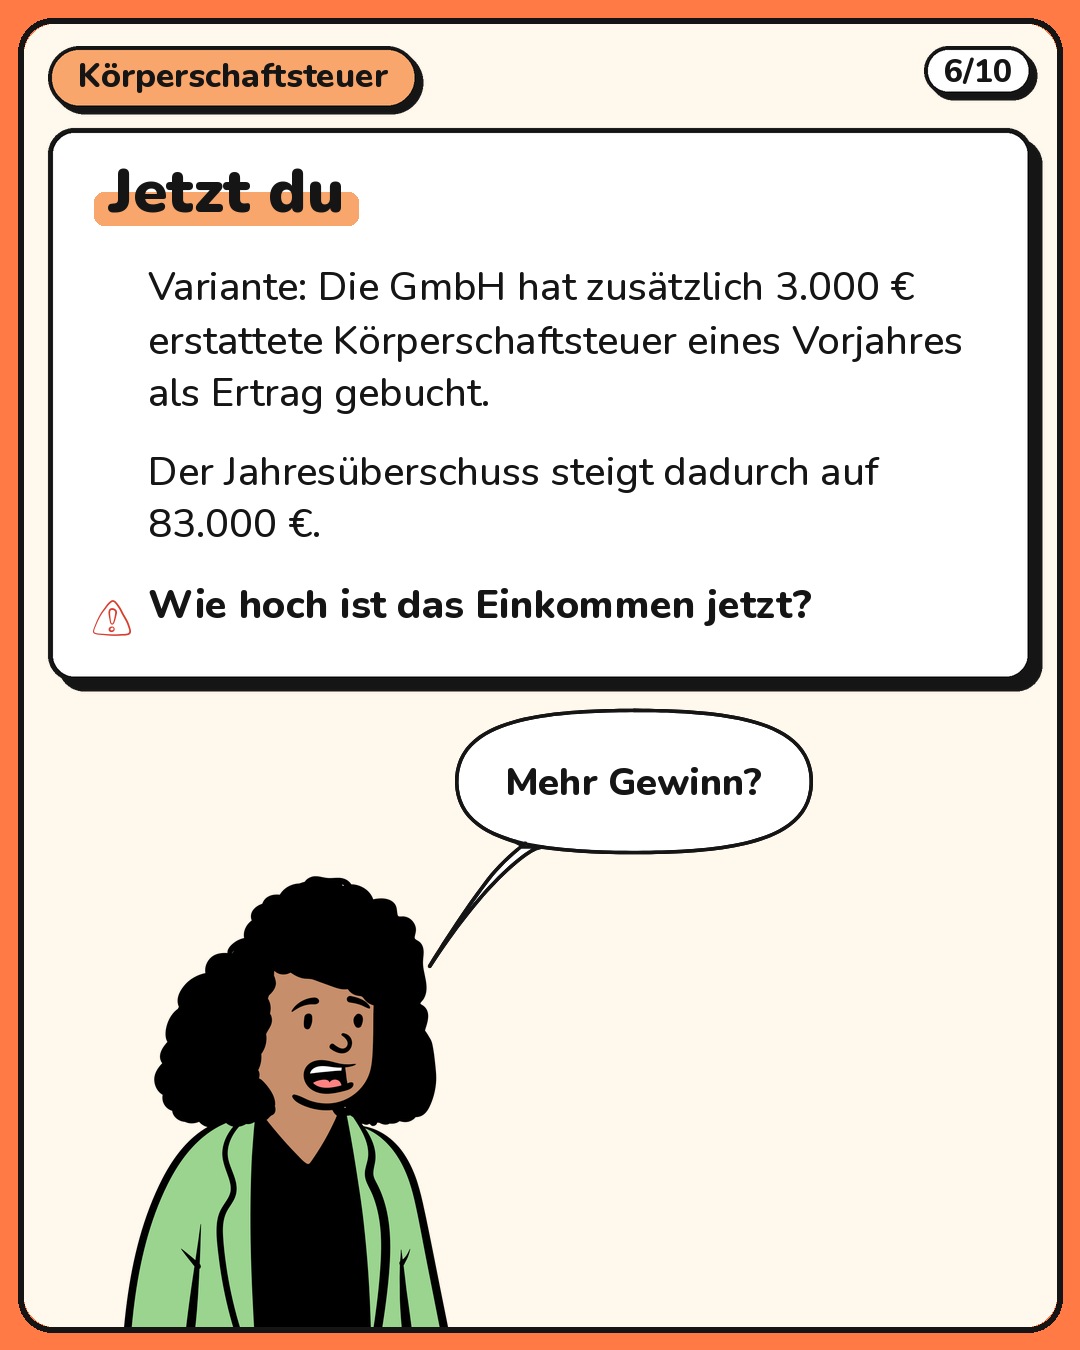 Körperschaftsteuer
6/10
Jetzt du
Variante: Die GmbH hat zusätzlich 3.000 €
erstattete Körperschaftsteuer eines Vorjahres
als Ertrag gebucht.
Der Jahresüberschuss steigt dadurch auf
83.000 €.
Wie hoch ist das Einkommen jetzt?
Mehr Gewinn?